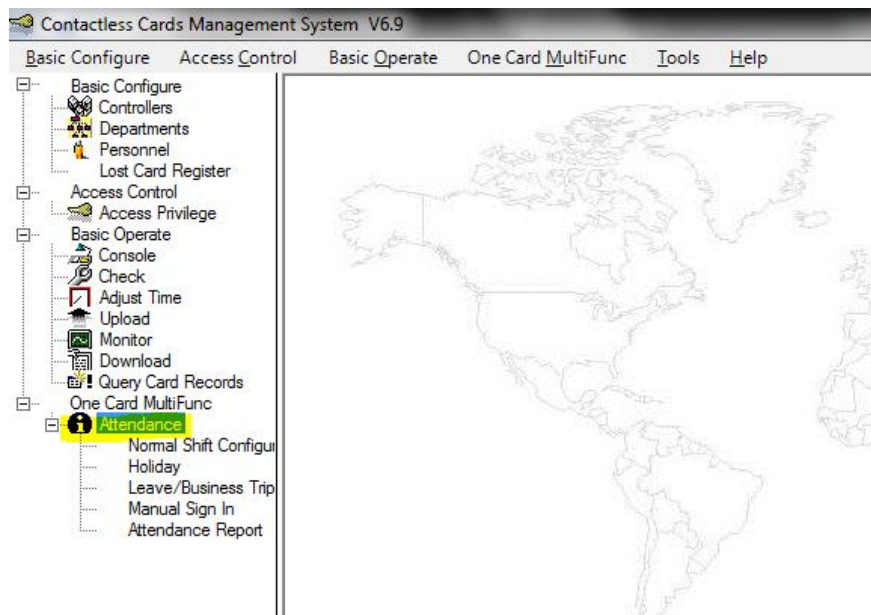 Contactless Cards Management System V6.9
Basic Configure Access Control Basic Operate One Card MultiFunc Tools Help
Basic Configure
Controllers
Departments
Personnel
Lost Card Register
Access Control
Access Privilege
Basic Operate
Console
Check
Adjust Time
Upload
Monitor
Download
Query Card Records
One Card MultiFunc
Attendance
Normal Shift Configu
Holiday
Leave/Business Trip
Manual Sign In
Attendance Report